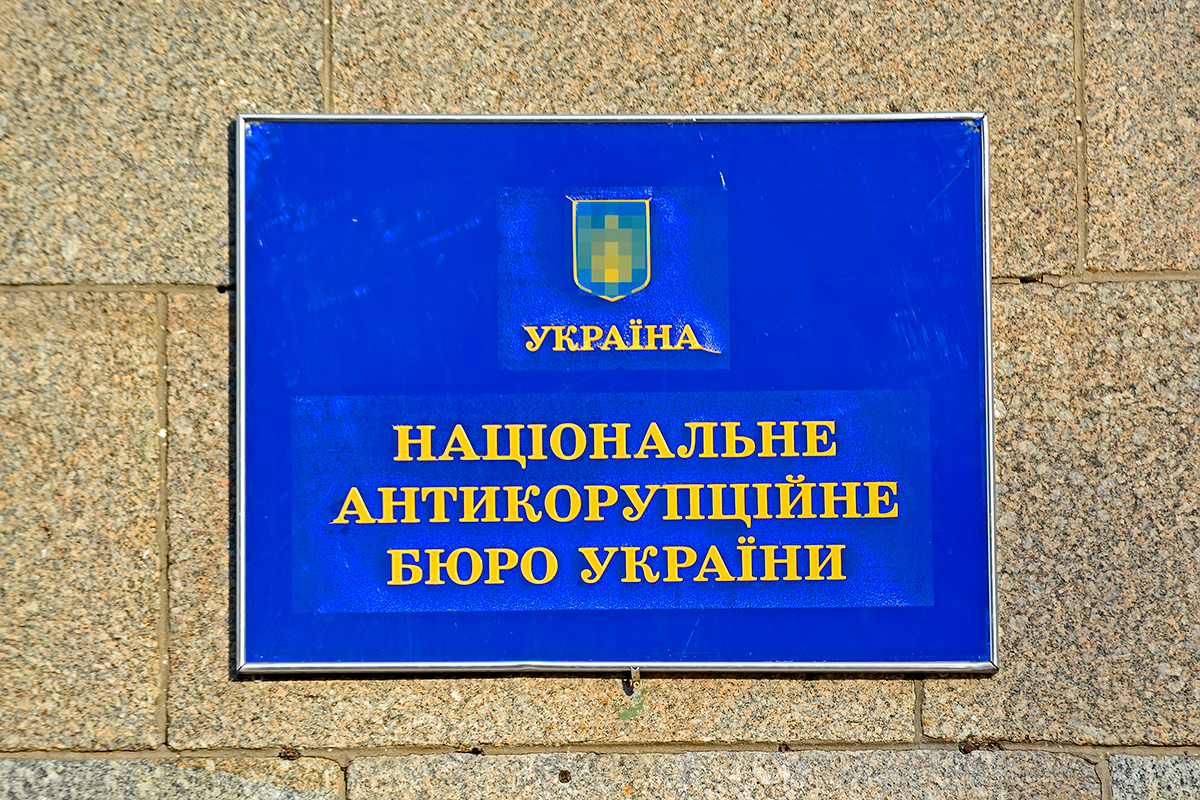 УКРАЇНА
НАЦІОНАЛЬНЕ
АНТИКОРУПЦІЙНЕ
БЮРО УКРАЇНИ